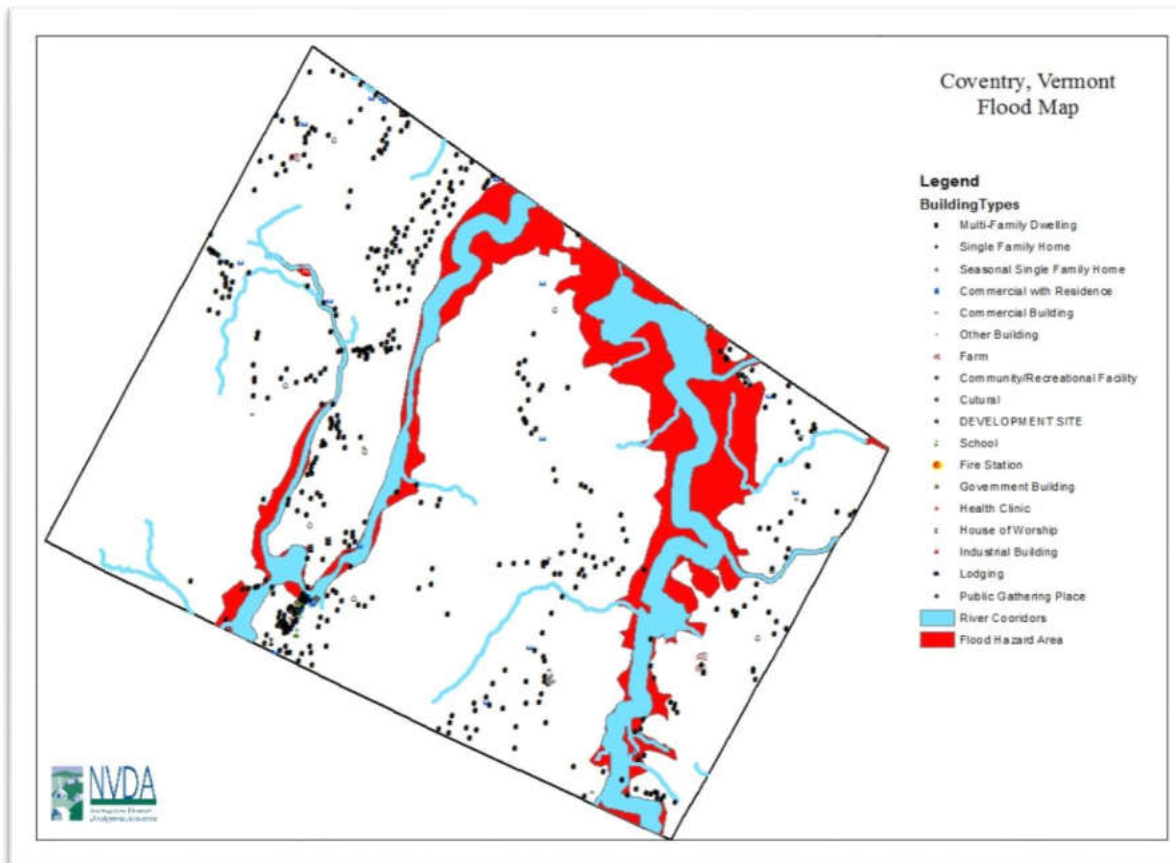 Coventry, Vermont
Flood Map
Legend
BuildingTypes
Multi-Family Dwelling
Single Family Home
Seasonal Single Family Home
Commercial with Residence
Commercial Building
Other Building
Farm
Community/Recreational Facility
Cutural
DEVELOPMENT SITE
School
Fire Station
Government Building
Health Clinic
House of Worship
Industrial Building
Lodging
Public Gathering Place
River Cooridors
Flood Hazard Area
NVDA